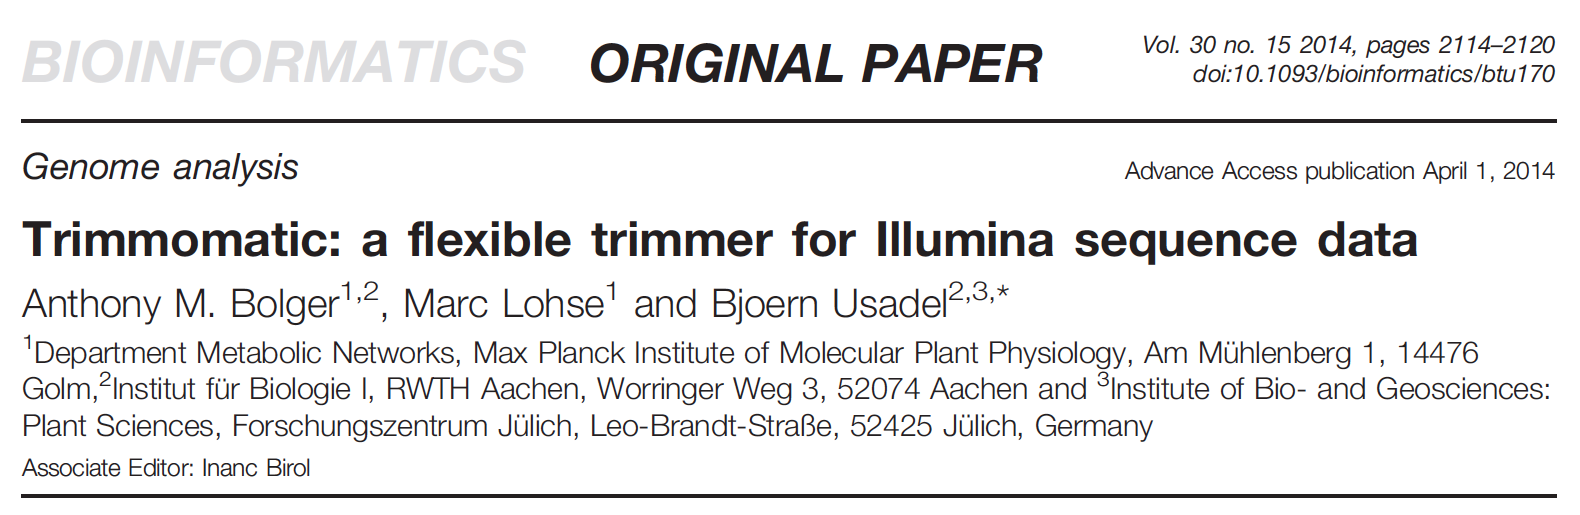 BIOINFORMATICS ORIGINAL PAPER Vol. 30 no. 15 2014, pages 2114–2120
doi:10.1093/bioinformatics/btu170
Genome analysis Advance Access publication April 1, 2014
Trimmomatic: a flexible trimmer for Illumina sequence data
Anthony M. Bolger1,2, Marc Lohse1 and Bjoern Usadel2,3,*
1Department Metabolic Networks, Max Planck Institute of Molecular Plant Physiology, Am Mühlenberg 1, 14476
Golm,2Institut für Biologie I, RWTH Aachen, Worringer Weg 3, 52074 Aachen and 3Institute of Bio- and Geosciences:
Plant Sciences, Forschungszentrum Jülich, Leo-Brandt-Straße, 52425 Jülich, Germany
Associate Editor: Inanc Birol